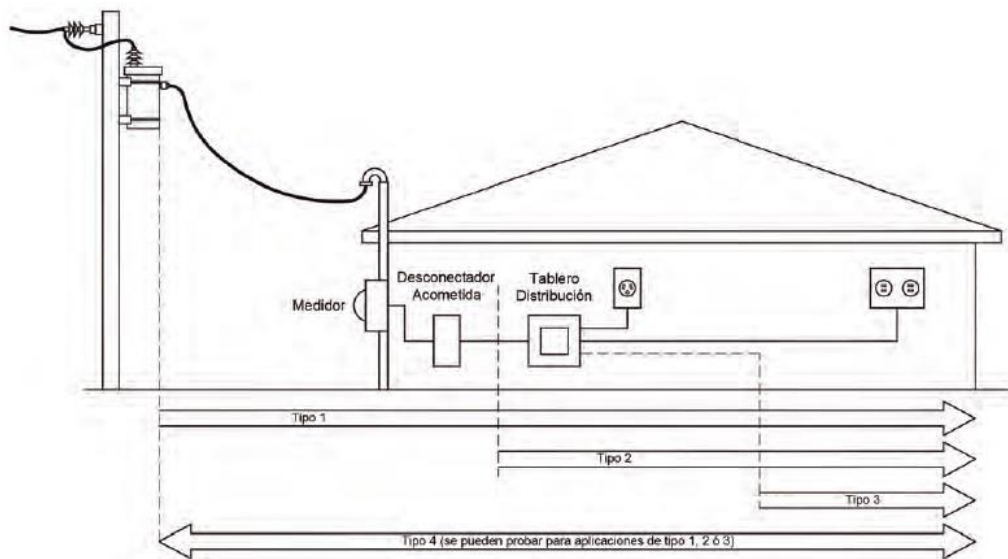 Desconectador
Acometida
Tablero
Distribución
Medidor
Tipo 1
Tipo 2
Tipo 3
Tipo 4 (se pueden probar para aplicaciones de tipo 1, 2 ó 3)